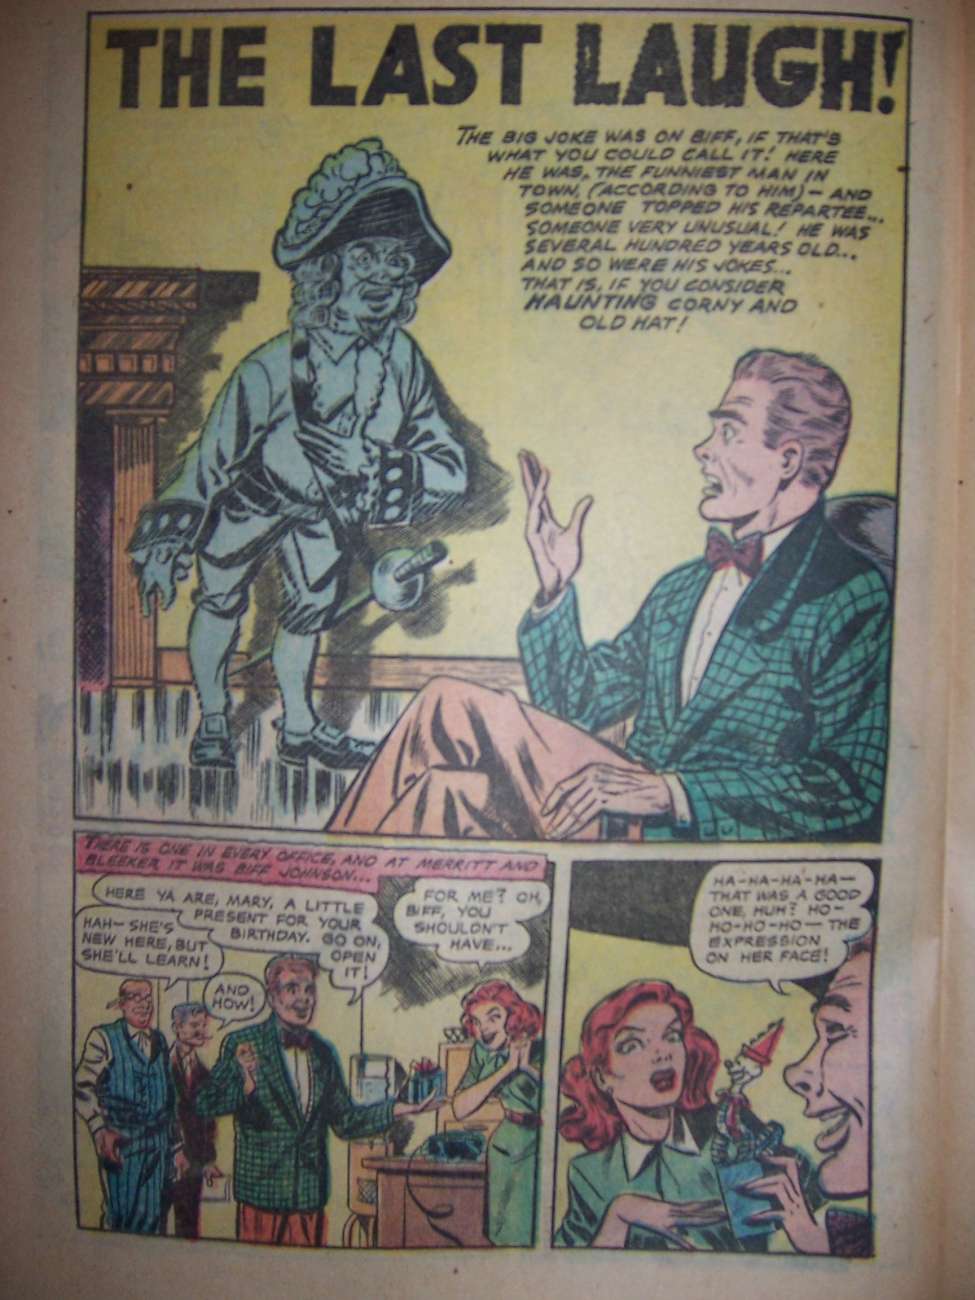 THE LAST LAUGH!
THE BIG JOKE WAS ON BIFF, IF THAT'S
WHAT YOU COULD CALL IT! HERE
HE WAS, THE FUNNIEST MAN IN
TOWN, (ACCORDING TO HIM) — AND
SOMEONE TOPPED HIS REPARTEE...
SOMEONE VERY UNUSUAL! HE WAS
SEVERAL HUNDRED YEARS OLD...
AND SO WERE HIS JOKES...
THAT IS, IF YOU CONSIDER
HAUNTING CORNY AND
OLD HAT!
THERE IS ONE IN EVERY OFFICE, AND AT MERRITT AND
BLEEKER IT WAS BIFF JOHNSON...
HERE YA ARE, MARY, A LITTLE
PRESENT FOR YOUR
BIRTHDAY. GO ON,
OPEN
IT!
HAH — SHE'S
NEW HERE, BUT
SHE'LL LEARN!
AND
HOW!
FOR ME? OH,
BIFF, YOU
SHOULDN'T
HAVE...
HA-HA-HA-HA —
THAT WAS A GOOD
ONE, HUH? HO-
HO-HO-HO — THE
EXPRESSION
ON HER FACE!